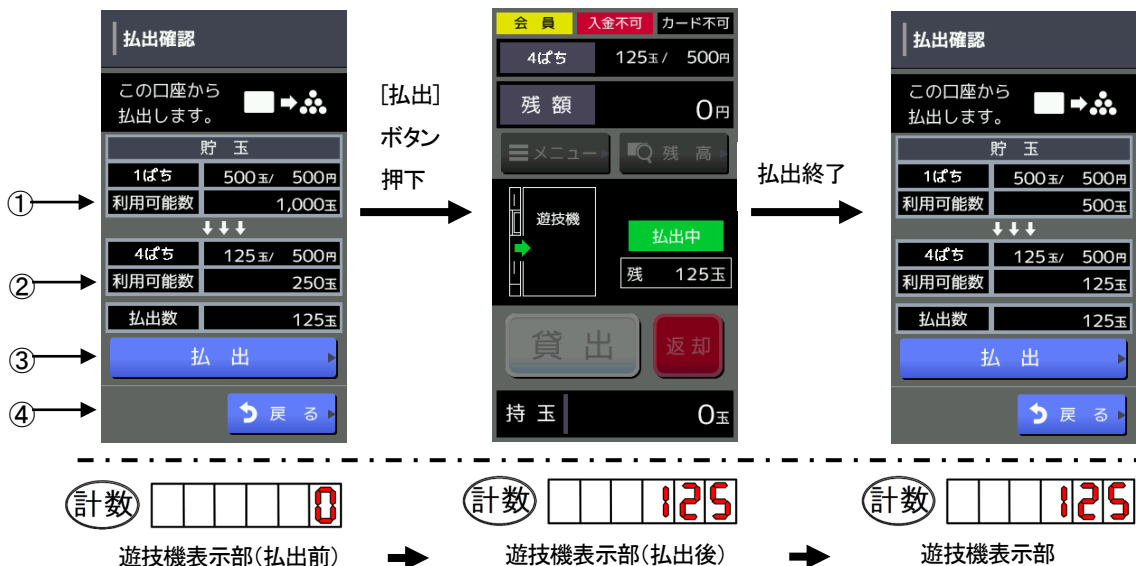 払出確認
この口座から
払出します。
貯 玉
1ぱち 500玉/ 500円
① 利用可能数 1,000玉
4ぱち 125玉/ 500円
② 利用可能数 250玉
払出数 125玉
③ 払 出
④ 戻 る
[払出]
ボタン
押下
会 員 入金不可 カード不可
4ぱち 125玉/ 500円
残 額 0円
メニュー 残 高
遊技機
払出中
残 125玉
貸 出 返 却
持 玉 0玉
払出終了
払出確認
この口座から
払出します。
貯 玉
1ぱち 500玉/ 500円
利用可能数 500玉
4ぱち 125玉/ 500円
利用可能数 125玉
払出数 125玉
払 出
戻 る
計数 0
遊技機表示部(払出前)
計数 125
遊技機表示部(払出後)
計数 125
遊技機表示部